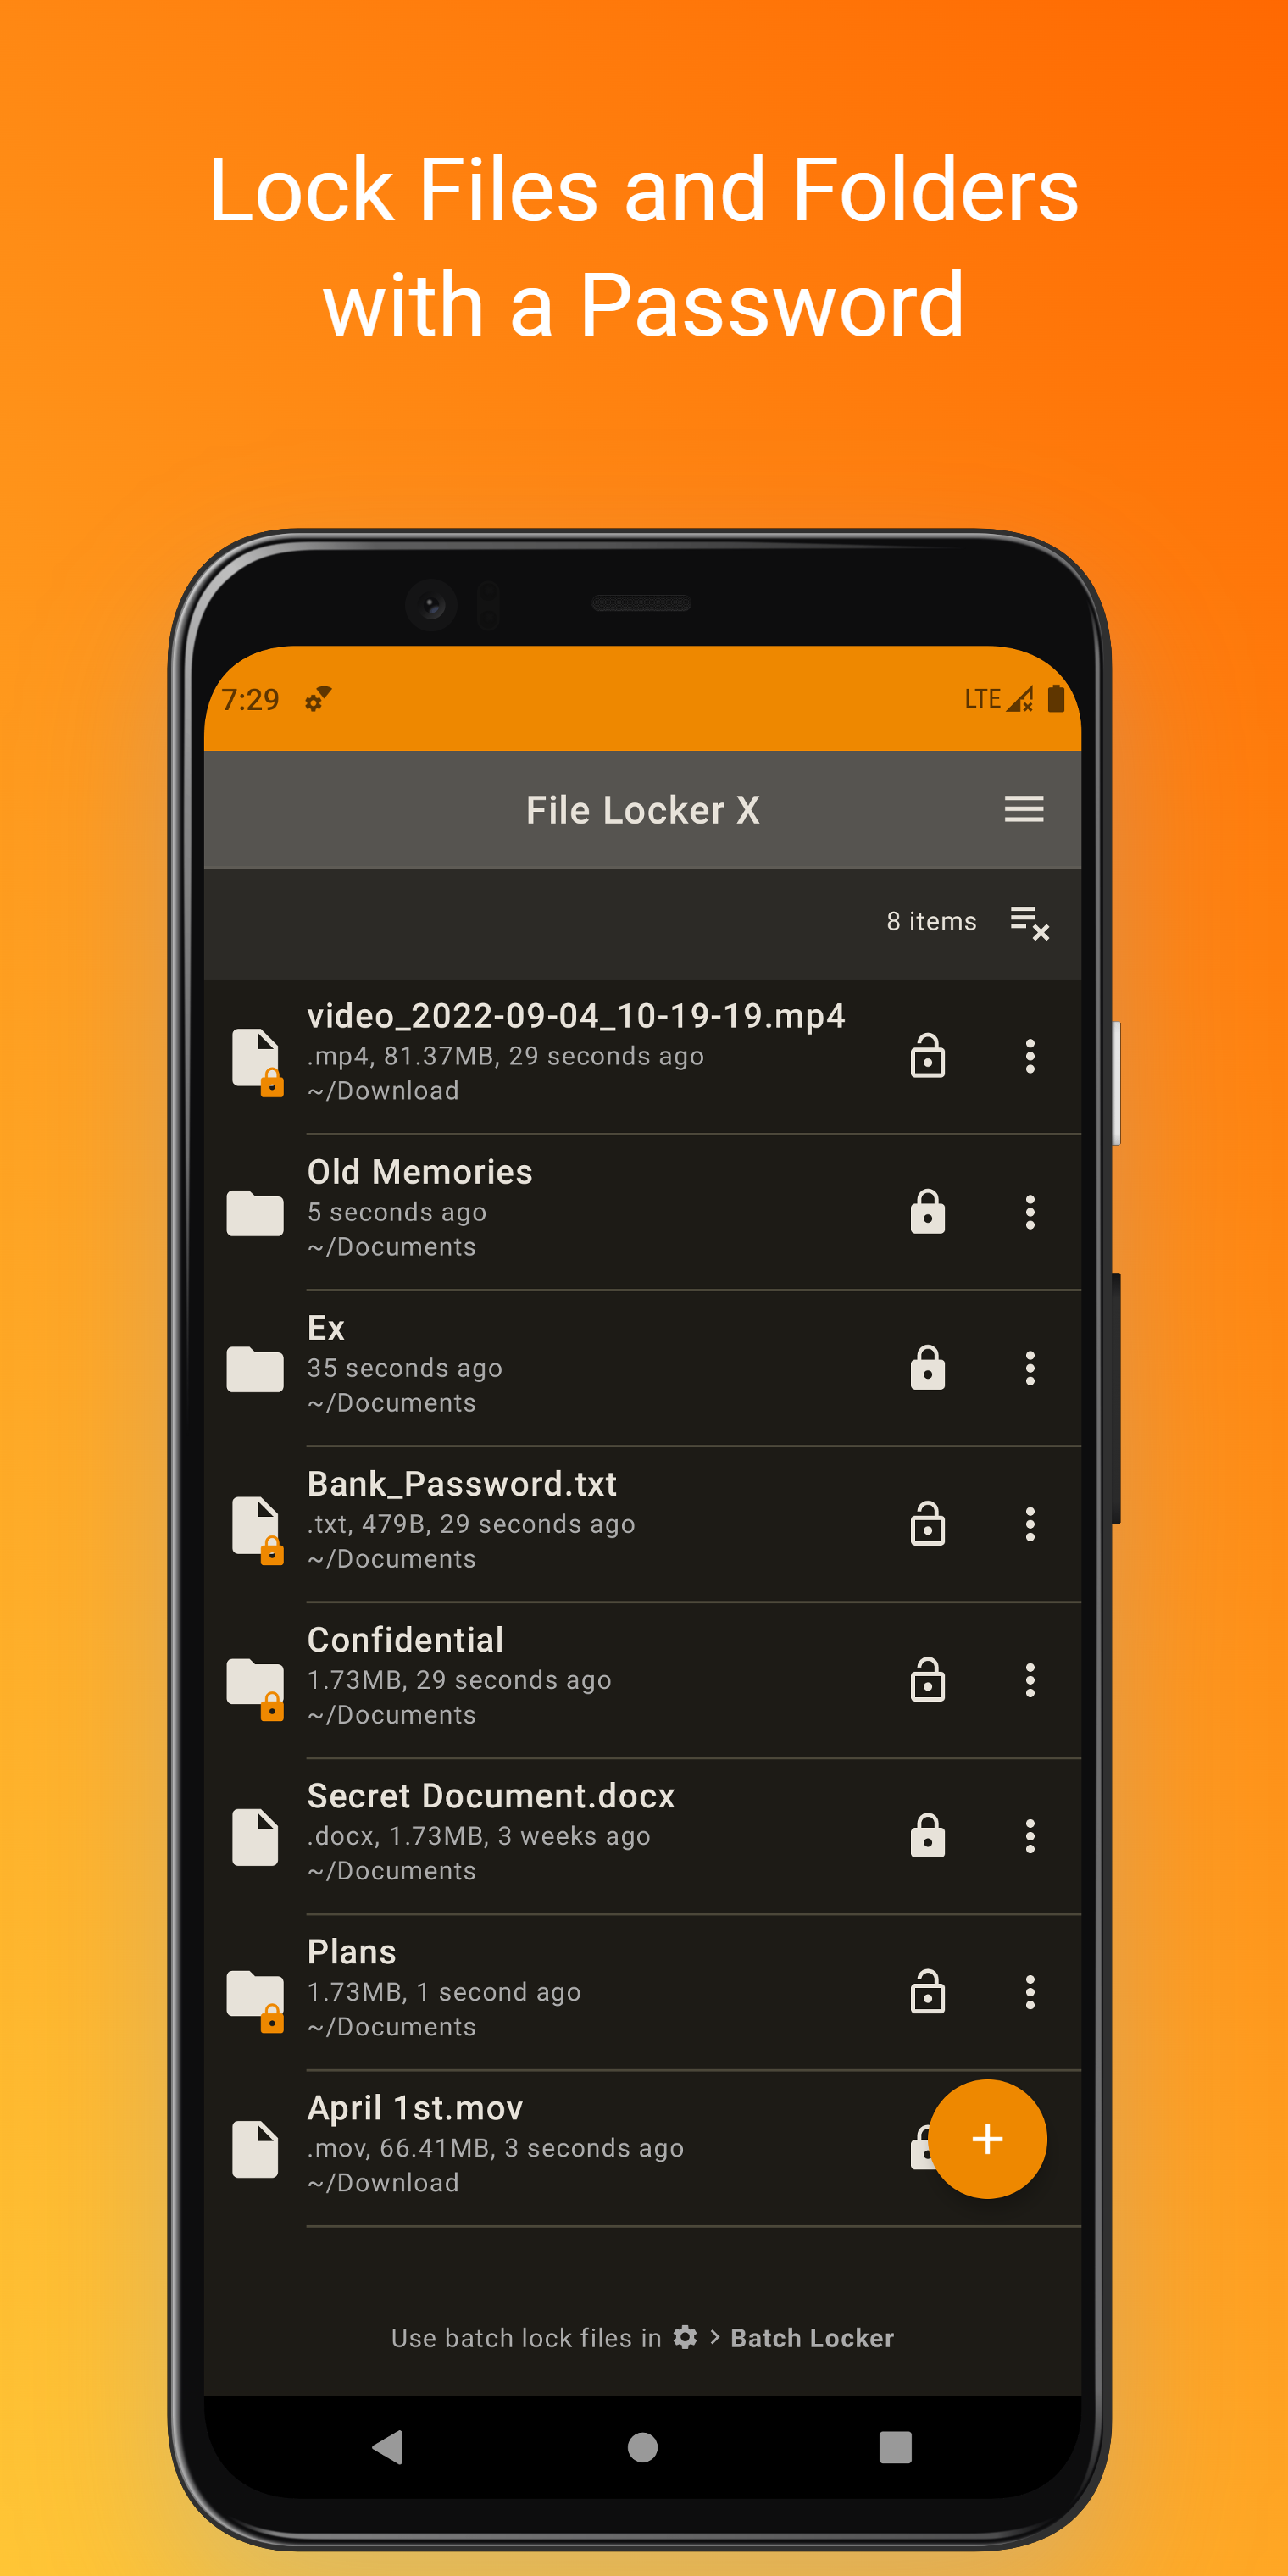 Lock Files and Folders
with a Password
7:29
LTE
File Locker X
8 items
video_2022-09-04_10-19-19.mp4
.mp4, 81.37MB, 29 seconds ago
~/Download
Old Memories
5 seconds ago
~/Documents
Ex
35 seconds ago
~/Documents
Bank_Password.txt
.txt, 479B, 29 seconds ago
~/Documents
Confidential
1.73MB, 29 seconds ago
~/Documents
Secret Document.docx
.docx, 1.73MB, 3 weeks ago
~/Documents
Plans
1.73MB, 1 second ago
~/Documents
April 1st.mov
.mov, 66.41MB, 3 seconds ago
~/Download
Use batch lock files in > Batch Locker